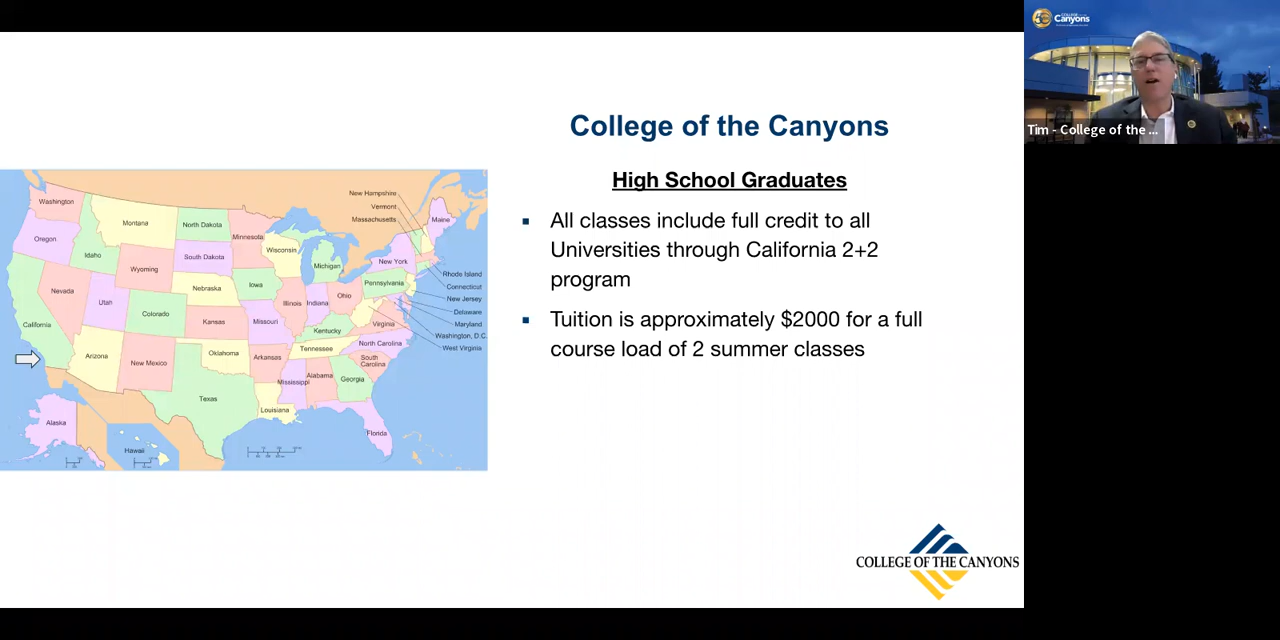 College of the Canyons
High School Graduates
▪ All classes include full credit to all
Universities through California 2+2
program
▪ Tuition is approximately $2000 for a full
course load of 2 summer classes
New Hampshire
Vermont
Massachusetts
Washington
Montana
North Dakota
Minnesota
Maine
Oregon
Idaho
Wyoming
South Dakota
Wisconsin
Michigan
New York
Rhode Island
Connecticut
New Jersey
Delaware
Maryland
Washington, D.C.
West Virginia
Nevada
Utah
Colorado
Nebraska
Iowa
Illinois
Indiana
Ohio
Pennsylvania
California
Kansas
Missouri
Kentucky
Virginia
Arizona
New Mexico
Oklahoma
Arkansas
Tennessee
North Carolina
South
Carolina
Texas
Louisiana
Mississippi
Alabama
Georgia
Florida
Alaska
Hawaii
COLLEGE OF THE CANYONS
Canyons
Tim - College of the ...